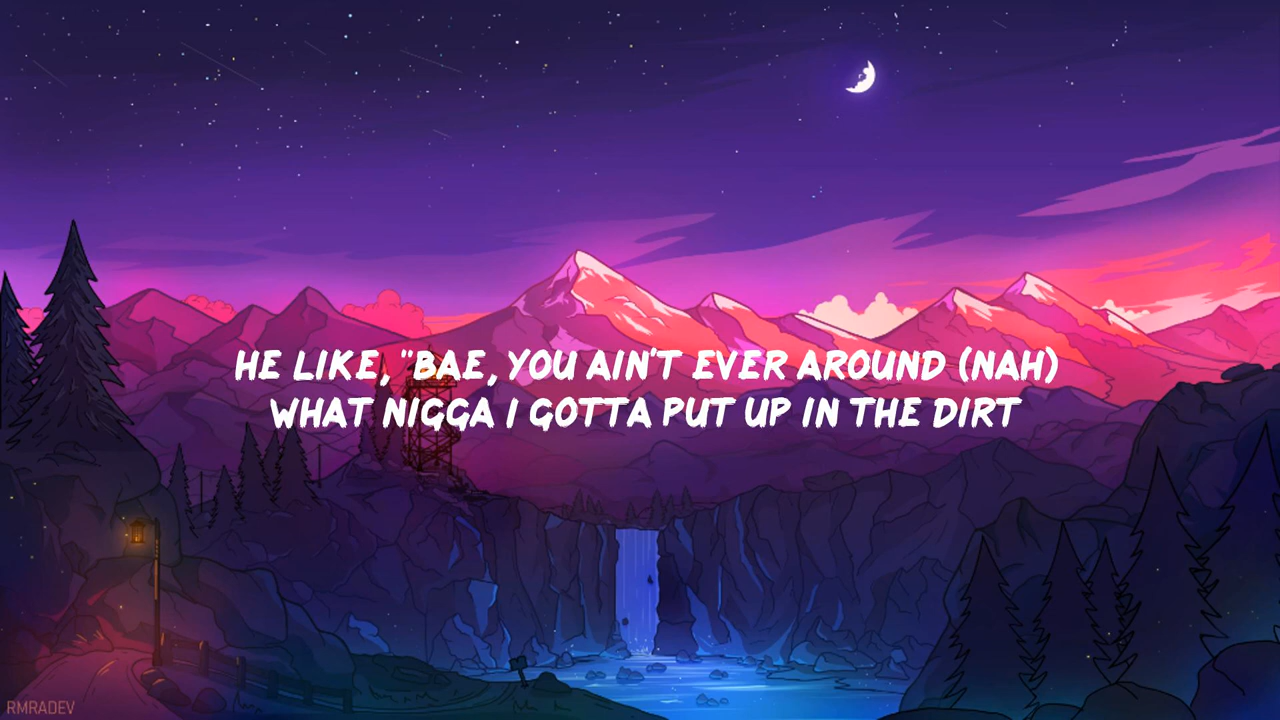 HE LIKE, "BAE, YOU AIN'T EVER AROUND (NAH)
WHAT NIGGA I GOTTA PUT UP IN THE DIRT
RMRADEV